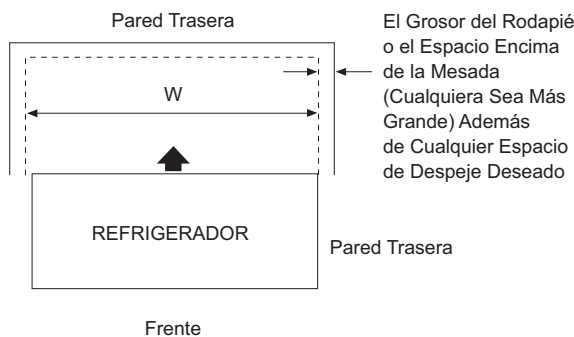 Pared Trasera
El Grosor del Rodapié
o el Espacio Encima
de la Mesada
(Cualquiera Sea Más
Grande) Además
de Cualquier Espacio
de Despeje Deseado
W
REFRIGERADOR
Pared Trasera
Frente